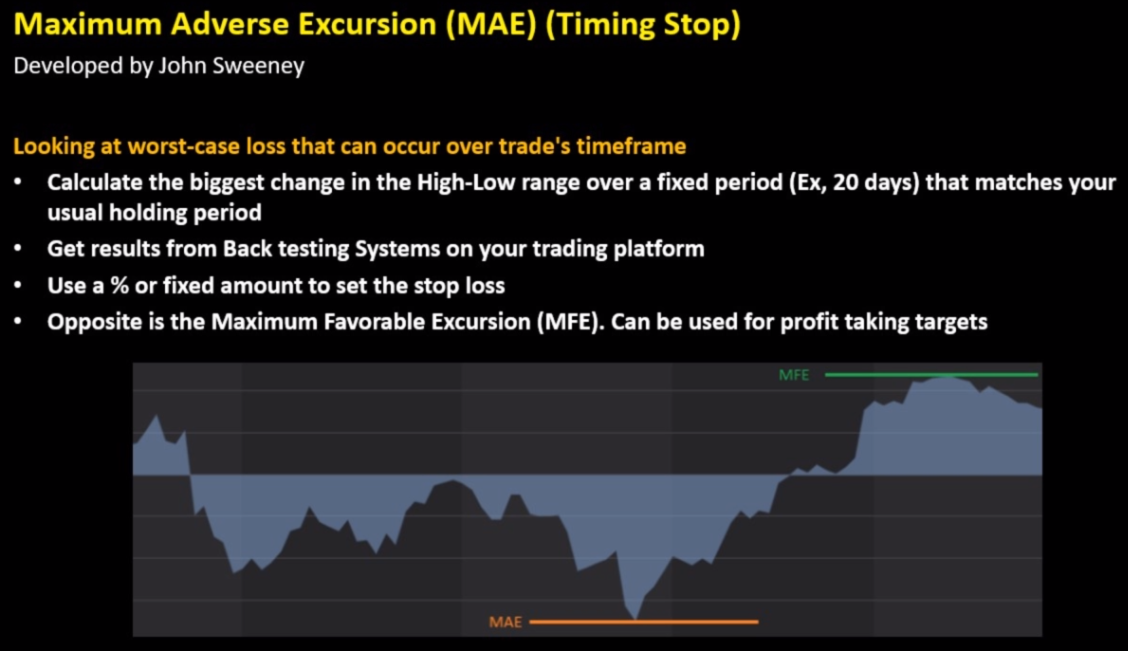 Maximum Adverse Excursion (MAE) (Timing Stop)
Developed by John Sweeney
Looking at worst-case loss that can occur over trade's timeframe
• Calculate the biggest change in the High-Low range over a fixed period (Ex, 20 days) that matches your
usual holding period
• Get results from Back testing Systems on your trading platform
• Use a % or fixed amount to set the stop loss
• Opposite is the Maximum Favorable Excursion (MFE). Can be used for profit taking targets
MFE
MAE